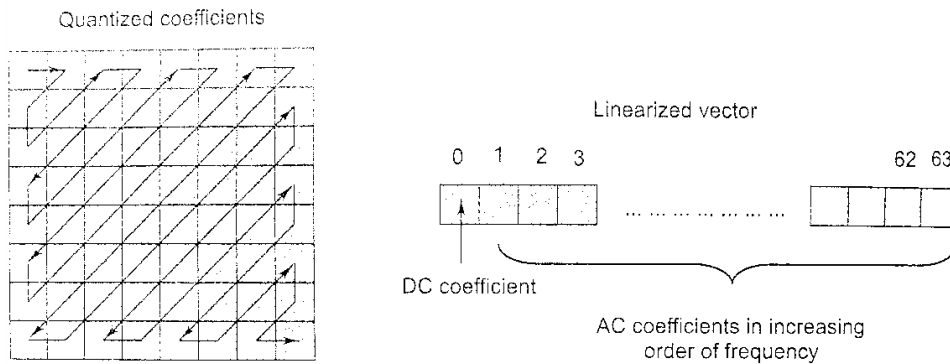 Quantized coefficients
Linearized vector
0 1 2 3 62 63
... ... ... ... ... ... ...
DC coefficient
AC coefficients in increasing
order of frequency